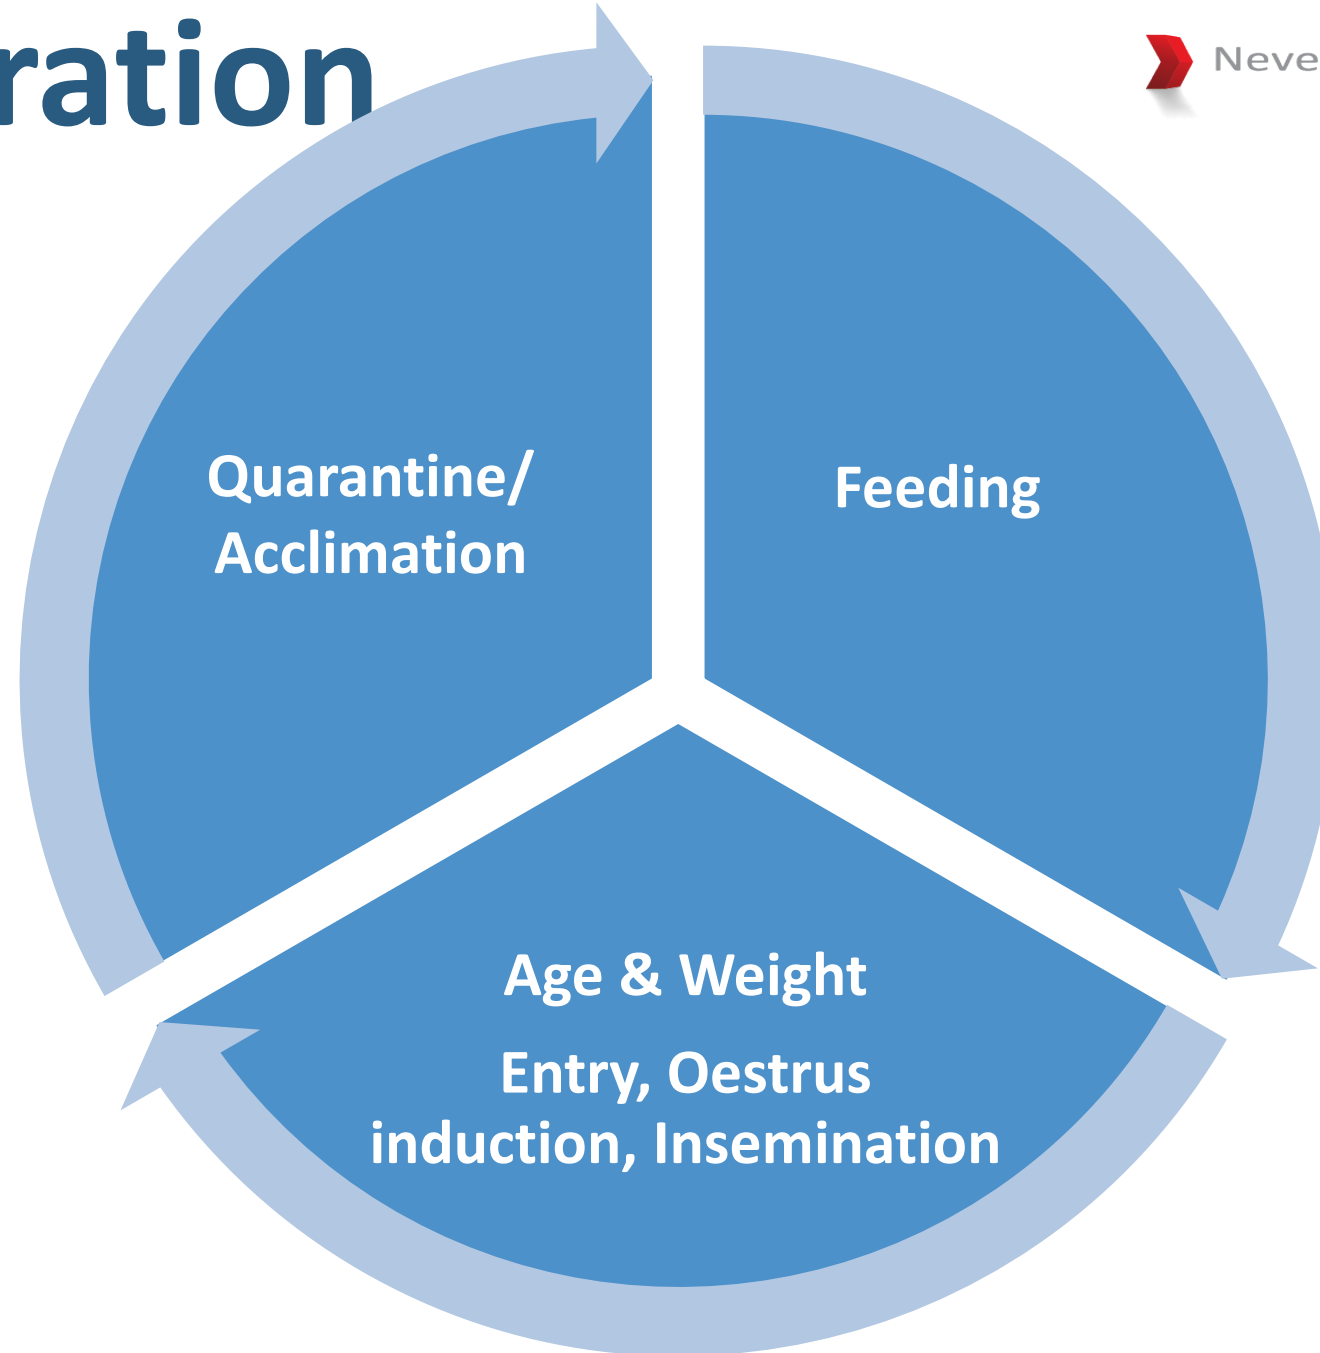 ration
Neve
Quarantine/
Acclimation
Feeding
Age & Weight
Entry, Oestrus
induction, Insemination